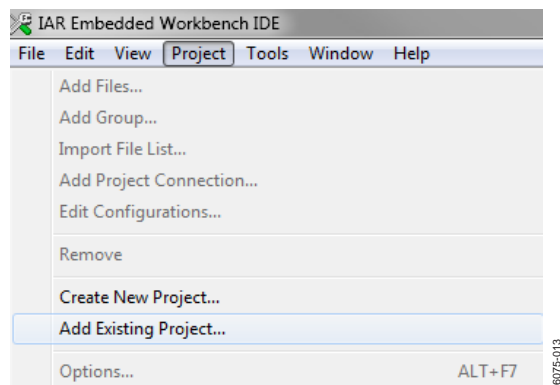 IAR Embedded Workbench IDE
File Edit View Project Tools Window Help
Add Files...
Add Group...
Import File List...
Add Project Connection...
Edit Configurations...
Remove
Create New Project...
Add Existing Project...
Options... ALT+F7
6075-013